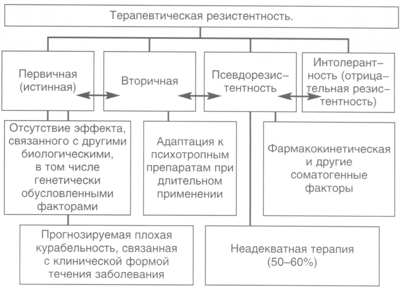 Терапевтическая резистентность.
Первичная
(истинная)
Вторичная
Псевдорезис-
тентность
Интолерант-
ность (отрица-
тельная резис-
тентность)
Отсутствие эффекта,
связанного с другими
биологическими,
в том числе
генетически
обусловленными
факторами
Адаптация к
психотропным
препаратам при
длительном
применении
Фармакокинетическая
и другие
соматогенные
факторы
Прогнозируемая плохая
курабельность, связанная
с клинической формой
течения заболевания
Неадекватная терапия
(50–60%)